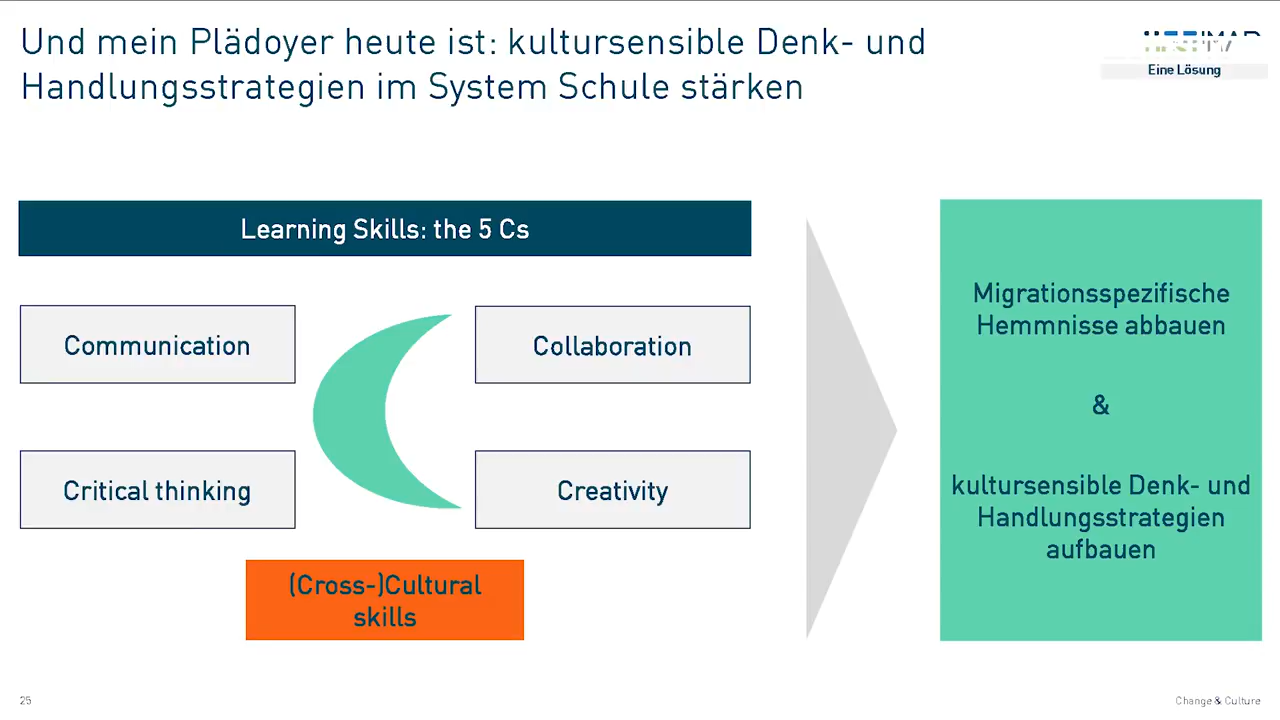 Und mein Plädoyer heute ist: kultursensible Denk- und
Handlungsstrategien im System Schule stärken
Eine Lösung
Learning Skills: the 5 Cs
Communication
Collaboration
Critical thinking
Creativity
(Cross-)Cultural
skills
Migrationsspezifische
Hemmnisse abbauen
&
kultursensible Denk- und
Handlungsstrategien
aufbauen
25
Change & Culture